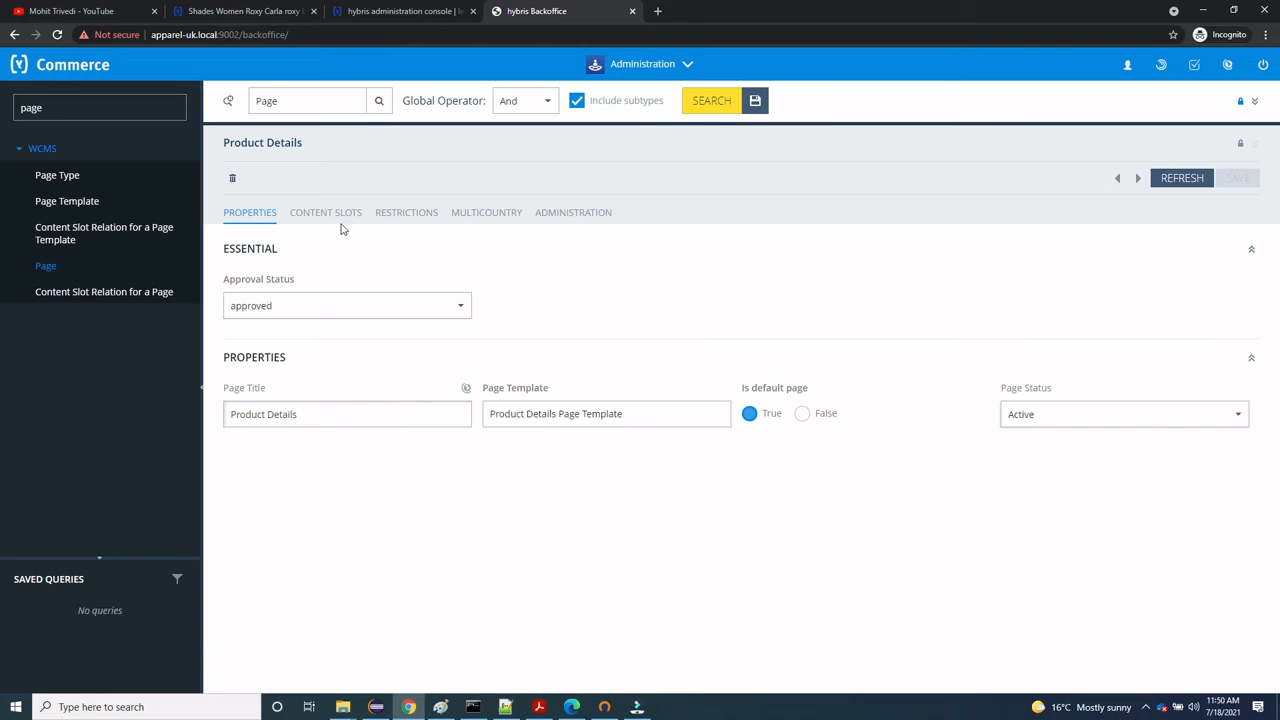 Mohit Trivedi - YouTube
Shades Women Roxy Carla roxy
hybris administration console | I
hybris Backoffice
Not secure
apparel-uk.local:9002/backoffice/
Incognito
Commerce
Administration
page
Page
Global Operator:
And
Include subtypes
SEARCH
Product Details
WCMS
Page Type
REFRESH
SAVE
Page Template
PROPERTIES
CONTENT SLOTS
RESTRICTIONS
MULTICOUNTRY
ADMINISTRATION
Content Slot Relation for a Page
Template
ESSENTIAL
Page
Approval Status
Content Slot Relation for a Page
approved
PROPERTIES
Page Title
Page Template
Is default page
Page Status
Product Details
Product Details Page Template
True
False
Active
SAVED QUERIES
No queries
Type here to search
16°C Mostly sunny
11:50 AM
7/18/2021